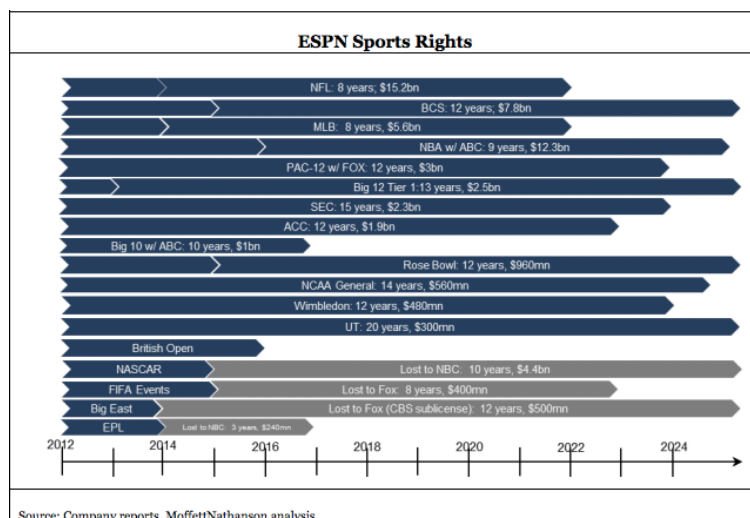 ESPN Sports Rights
NFL: 8 years; $15.2bn
BCS: 12 years; $7.8bn
MLB: 8 years, $5.6bn
NBA w/ ABC: 9 years, $12.3bn
PAC-12 w/ FOX: 12 years, $3bn
Big 12 Tier 1:13 years, $2.5bn
SEC: 15 years, $2.3bn
ACC: 12 years, $1.9bn
Big 10 w/ ABC: 10 years, $1bn
Rose Bowl: 12 years, $960mn
NCAA General: 14 years, $560mn
Wimbledon: 12 years, $480mn
UT: 20 years, $300mn
British Open
NASCAR Lost to NBC: 10 years, $4.4bn
FIFA Events Lost to Fox: 8 years, $400mn
Big East Lost to Fox (CBS sublicense): 12 years, $500mn
EPL Lost to NBC: 3 years, $240mn
2012 2014 2016 2018 2020 2022 2024
Source: Company reports, MoffettNathanson analysis